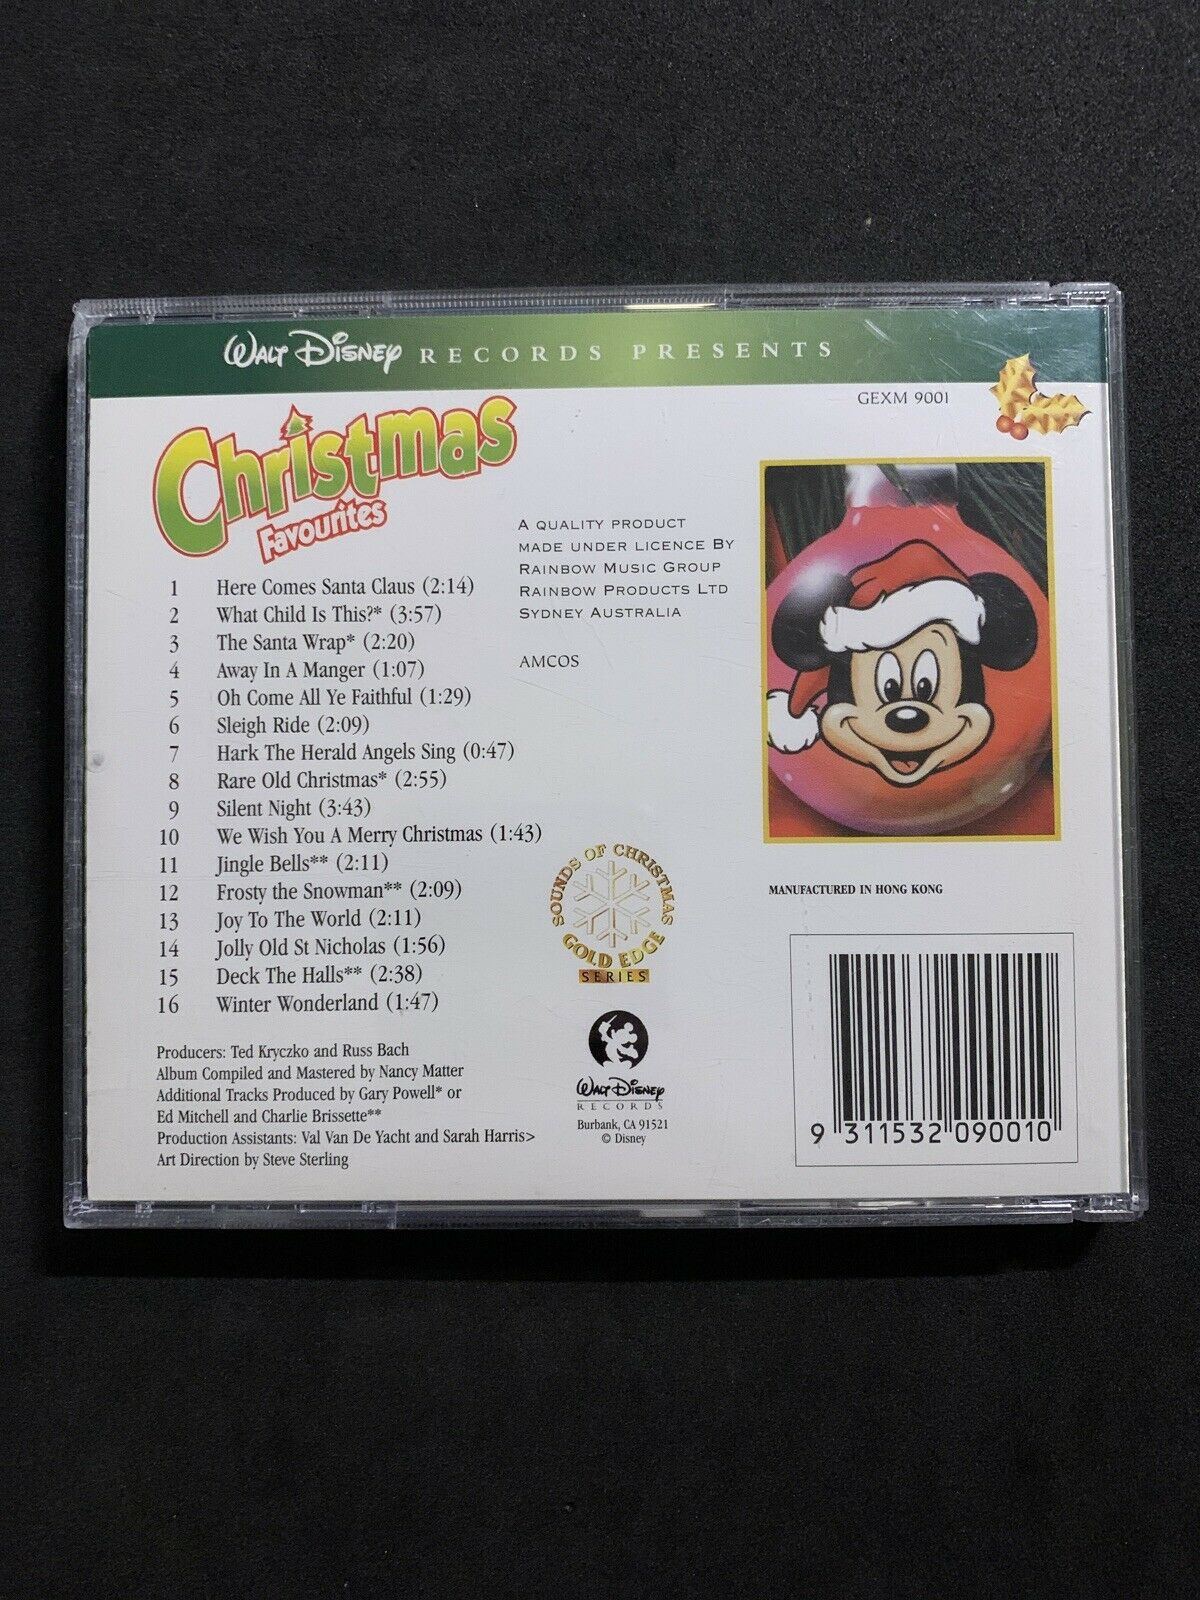 Walt Disney RECORDS PRESENTS
GEXM 9001
Christmas
Favourites
A QUALITY PRODUCT
MADE UNDER LICENCE BY
RAINBOW MUSIC GROUP
RAINBOW PRODUCTS LTD
SYDNEY AUSTRALIA
AMCOS
1 Here Comes Santa Claus (2:14)
2 What Child Is This?* (3:57)
3 The Santa Wrap* (2:20)
4 Away In A Manger (1:07)
5 Oh Come All Ye Faithful (1:29)
6 Sleigh Ride (2:09)
7 Hark The Herald Angels Sing (0:47)
8 Rare Old Christmas* (2:55)
9 Silent Night (3:43)
10 We Wish You A Merry Christmas (1:43)
11 Jingle Bells** (2:11)
12 Frosty the Snowman** (2:09)
13 Joy To The World (2:11)
14 Jolly Old St Nicholas (1:56)
15 Deck The Halls** (2:38)
16 Winter Wonderland (1:47)
Producers: Ted Kryczko and Russ Bach
Album Compiled and Mastered by Nancy Matter
Additional Tracks Produced by Gary Powell* or
Ed Mitchell and Charlie Brissette**
Production Assistants: Val Van De Yacht and Sarah Harris>
Art Direction by Steve Sterling
SOUNDS OF CHRISTMAS
GOLD EDGE
SERIES
Walt Disney
RECORDS
Burbank, CA 91521
© Disney
MANUFACTURED IN HONG KONG
9 311532 090010